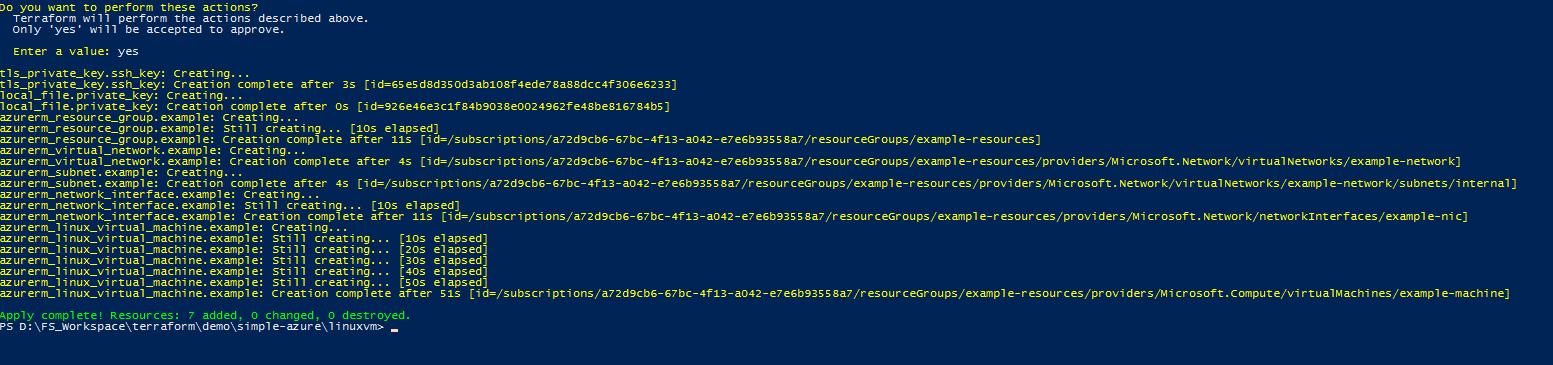 Do you want to perform these actions?
  Terraform will perform the actions described above.
  Only 'yes' will be accepted to approve.

  Enter a value: yes

tls_private_key.ssh_key: Creating...
tls_private_key.ssh_key: Creation complete after 3s [id=65e5d8d350d3ab108f4ede78a88dcc4f306e6233]
local_file.private_key: Creating...
local_file.private_key: Creation complete after 0s [id=926e46e3c1f84b9038e0024962fe48be816784b5]
azurerm_resource_group.example: Creating...
azurerm_resource_group.example: Still creating... [10s elapsed]
azurerm_resource_group.example: Creation complete after 11s [id=/subscriptions/a72d9cb6-67bc-4f13-a042-e7e6b93558a7/resourceGroups/example-resources]
azurerm_virtual_network.example: Creating...
azurerm_virtual_network.example: Creation complete after 4s [id=/subscriptions/a72d9cb6-67bc-4f13-a042-e7e6b93558a7/resourceGroups/example-resources/providers/Microsoft.Network/virtualNetworks/example-network]
azurerm_subnet.example: Creating...
azurerm_subnet.example: Creation complete after 4s [id=/subscriptions/a72d9cb6-67bc-4f13-a042-e7e6b93558a7/resourceGroups/example-resources/providers/Microsoft.Network/virtualNetworks/example-network/subnets/internal]
azurerm_network_interface.example: Creating...
azurerm_network_interface.example: Still creating... [10s elapsed]
azurerm_network_interface.example: Creation complete after 11s [id=/subscriptions/a72d9cb6-67bc-4f13-a042-e7e6b93558a7/resourceGroups/example-resources/providers/Microsoft.Network/networkInterfaces/example-nic]
azurerm_linux_virtual_machine.example: Creating...
azurerm_linux_virtual_machine.example: Still creating... [10s elapsed]
azurerm_linux_virtual_machine.example: Still creating... [20s elapsed]
azurerm_linux_virtual_machine.example: Still creating... [30s elapsed]
azurerm_linux_virtual_machine.example: Still creating... [40s elapsed]
azurerm_linux_virtual_machine.example: Still creating... [50s elapsed]
azurerm_linux_virtual_machine.example: Creation complete after 51s [id=/subscriptions/a72d9cb6-67bc-4f13-a042-e7e6b93558a7/resourceGroups/example-resources/providers/Microsoft.Compute/virtualMachines/example-machine]

Apply complete! Resources: 7 added, 0 changed, 0 destroyed.
PS D:\FS_Workspace\terraform\demo\simple-azure\linuxvm> _